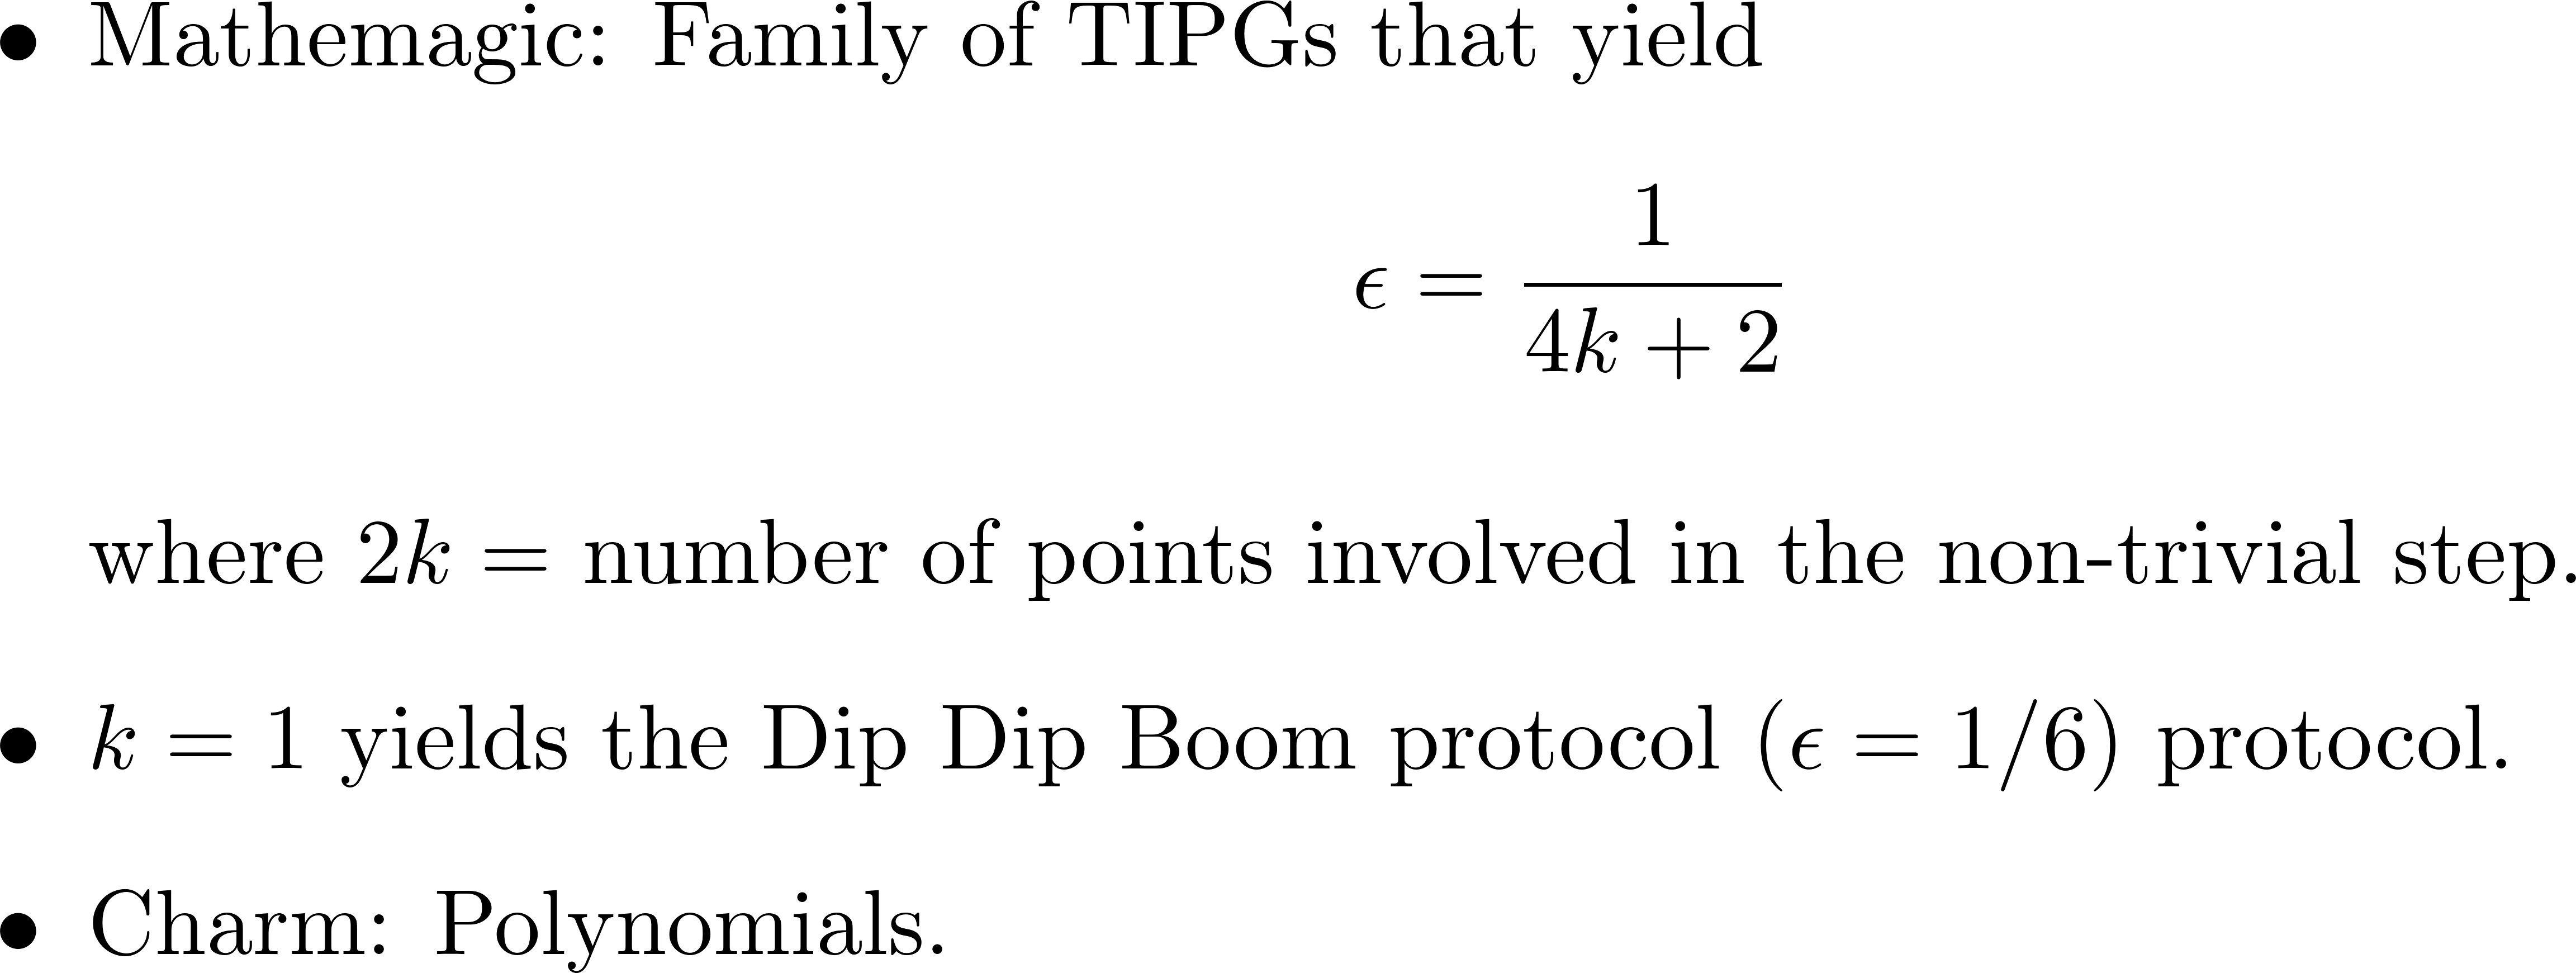 • Mathemagic: Family of TIPGs that yield
ϵ = 1/(4k + 2)
where 2k = number of points involved in the non-trivial step.
• k = 1 yields the Dip Dip Boom protocol (ϵ = 1/6) protocol.
• Charm: Polynomials.